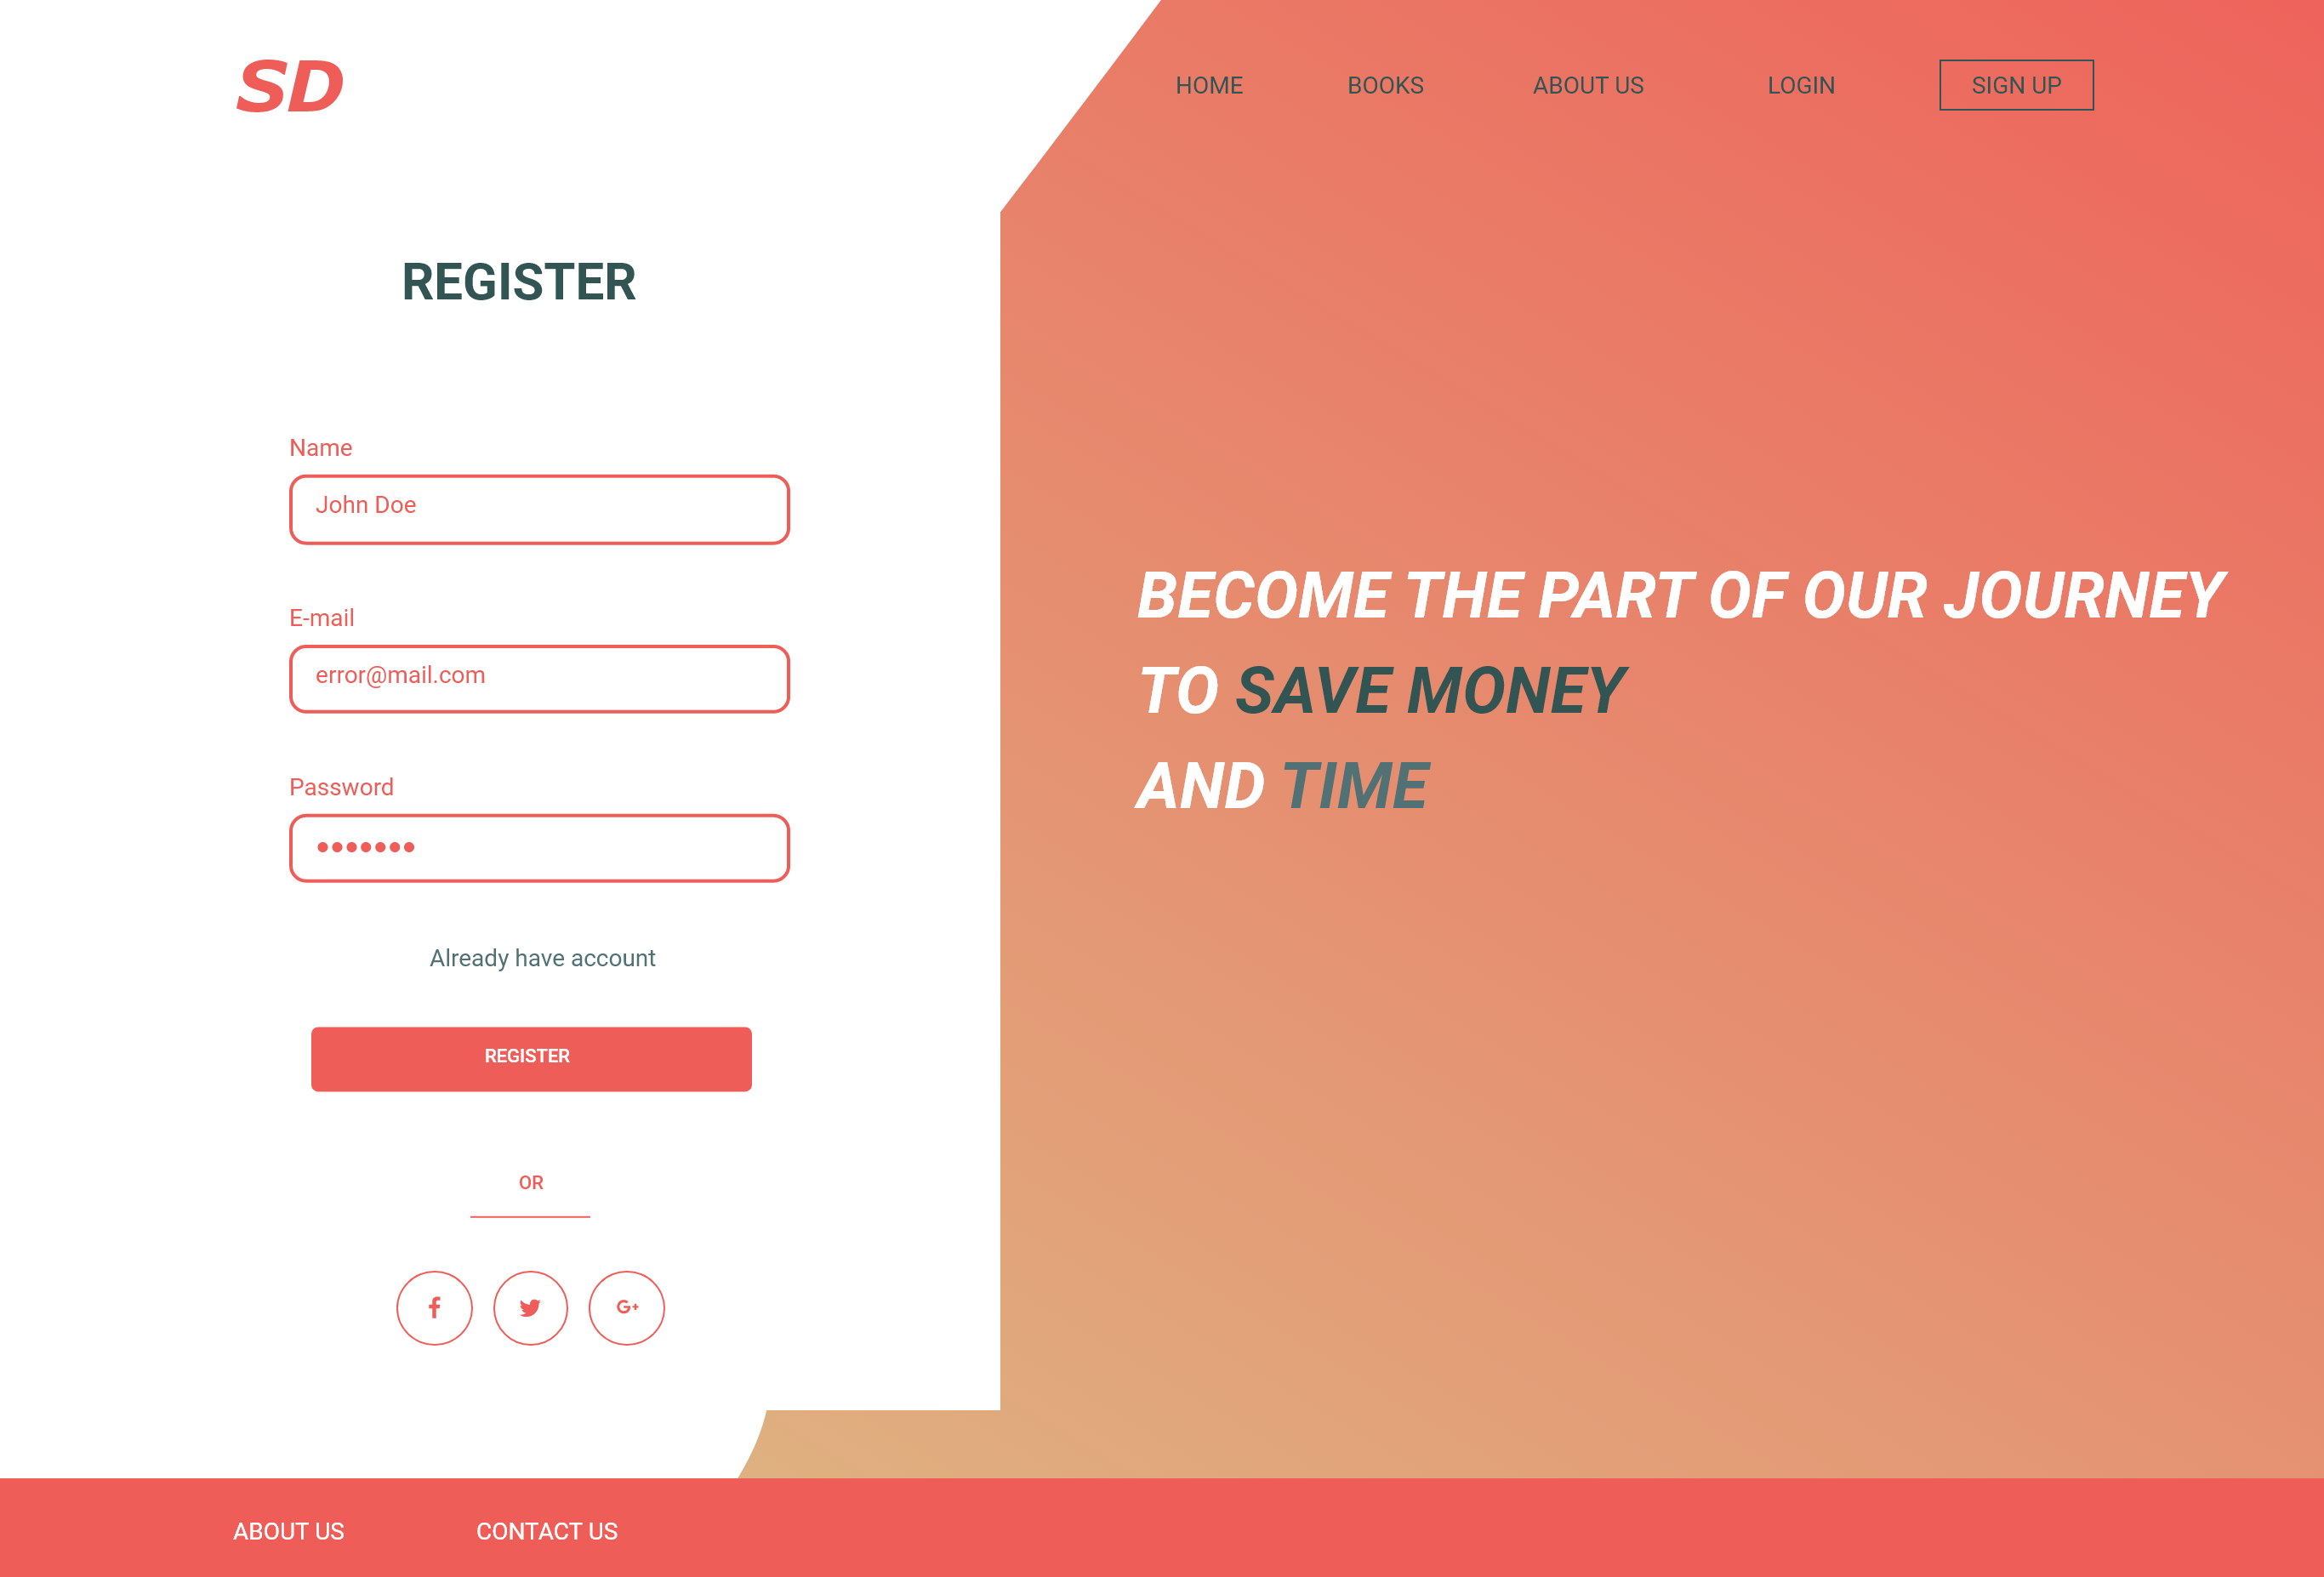 SD
HOME
BOOKS
ABOUT US
LOGIN
SIGN UP
REGISTER
Name
John Doe
E-mail
error@mail.com
Password
•••••••
Already have account
REGISTER
OR
f
G+
BECOME THE PART OF OUR JOURNEY
TO SAVE MONEY
AND TIME
ABOUT US
CONTACT US